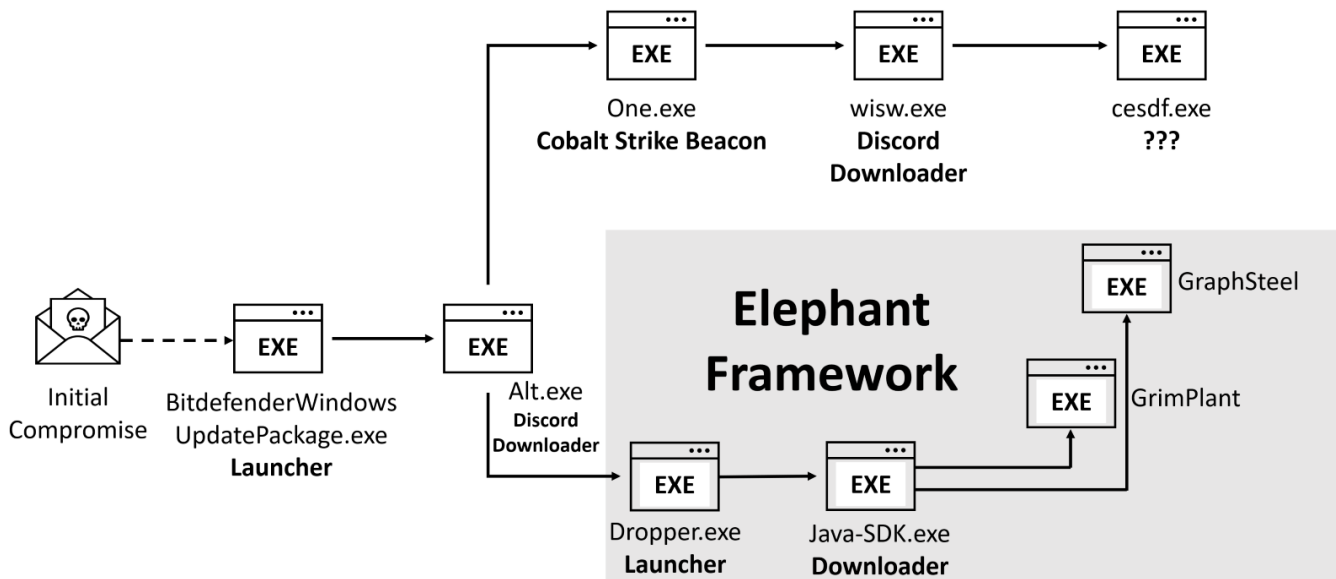 EXE
One.exe
Cobalt Strike Beacon
EXE
wisw.exe
Discord
Downloader
EXE
cesdf.exe
???
Initial
Compromise
EXE
BitdefenderWindows
UpdatePackage.exe
Launcher
EXE
Alt.exe
Discord
Downloader
Elephant
Framework
EXE
GraphSteel
EXE
GrimPlant
EXE
Dropper.exe
Launcher
EXE
Java-SDK.exe
Downloader